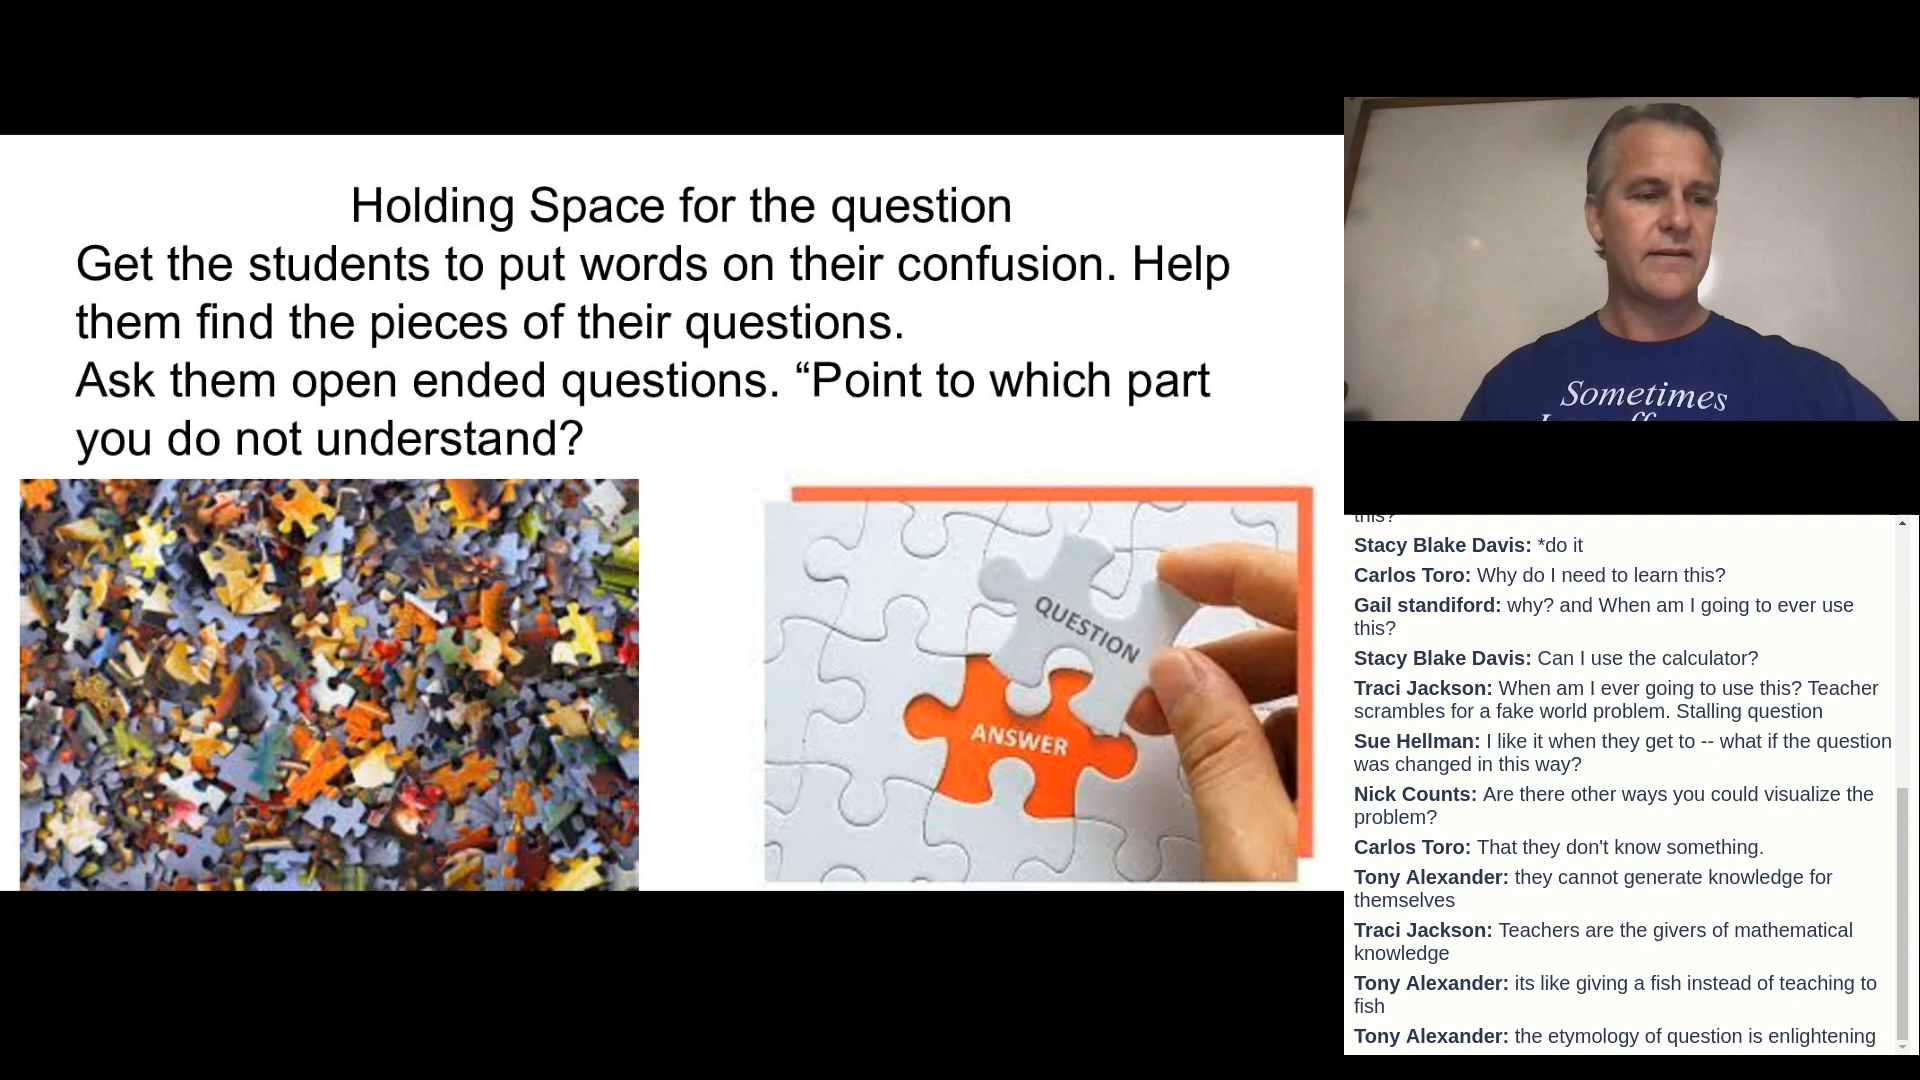 Holding Space for the question
Get the students to put words on their confusion. Help
them find the pieces of their questions.
Ask them open ended questions. “Point to which part
you do not understand?
QUESTION
ANSWER
Sometimes
this?
Stacy Blake Davis: *do it
Carlos Toro: Why do I need to learn this?
Gail standiford: why? and When am I going to ever use
this?
Stacy Blake Davis: Can I use the calculator?
Traci Jackson: When am I ever going to use this? Teacher
scrambles for a fake world problem. Stalling question
Sue Hellman: I like it when they get to -- what if the question
was changed in this way?
Nick Counts: Are there other ways you could visualize the
problem?
Carlos Toro: That they don't know something.
Tony Alexander: they cannot generate knowledge for
themselves
Traci Jackson: Teachers are the givers of mathematical
knowledge
Tony Alexander: its like giving a fish instead of teaching to
fish
Tony Alexander: the etymology of question is enlightening